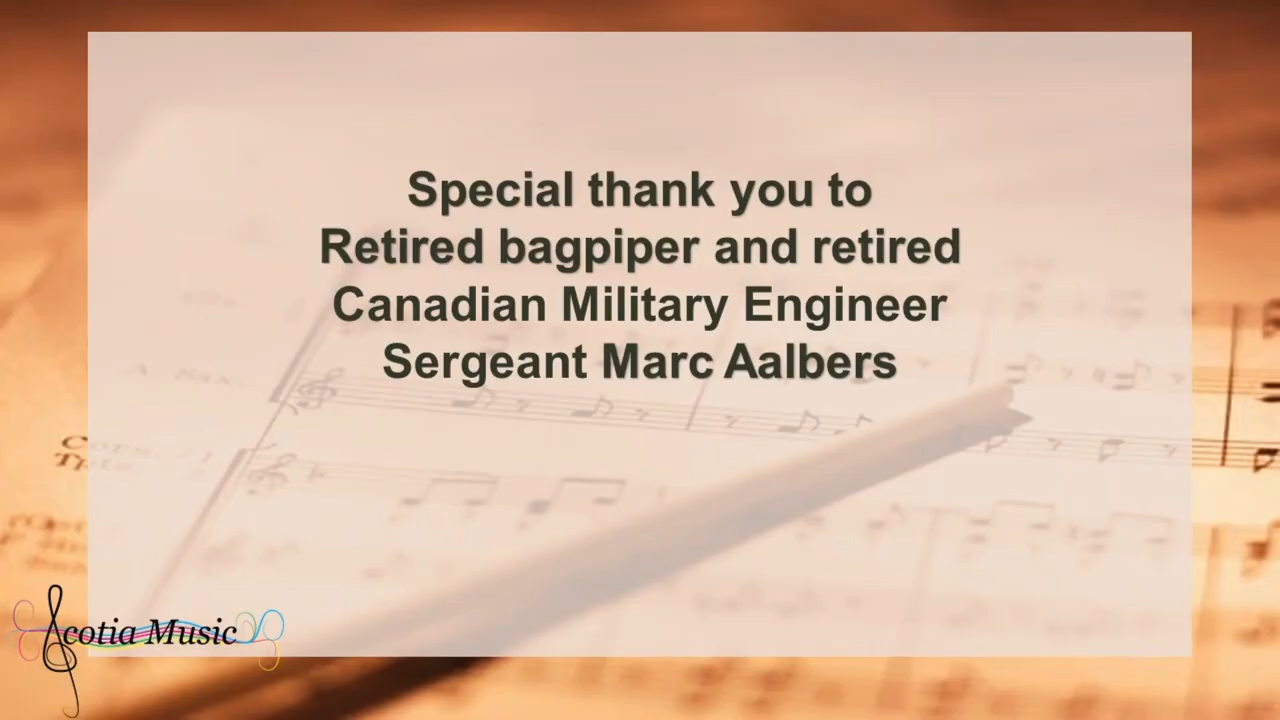 Special thank you to
Retired bagpiper and retired
Canadian Military Engineer
Sergeant Marc Aalbers
Scotia Music